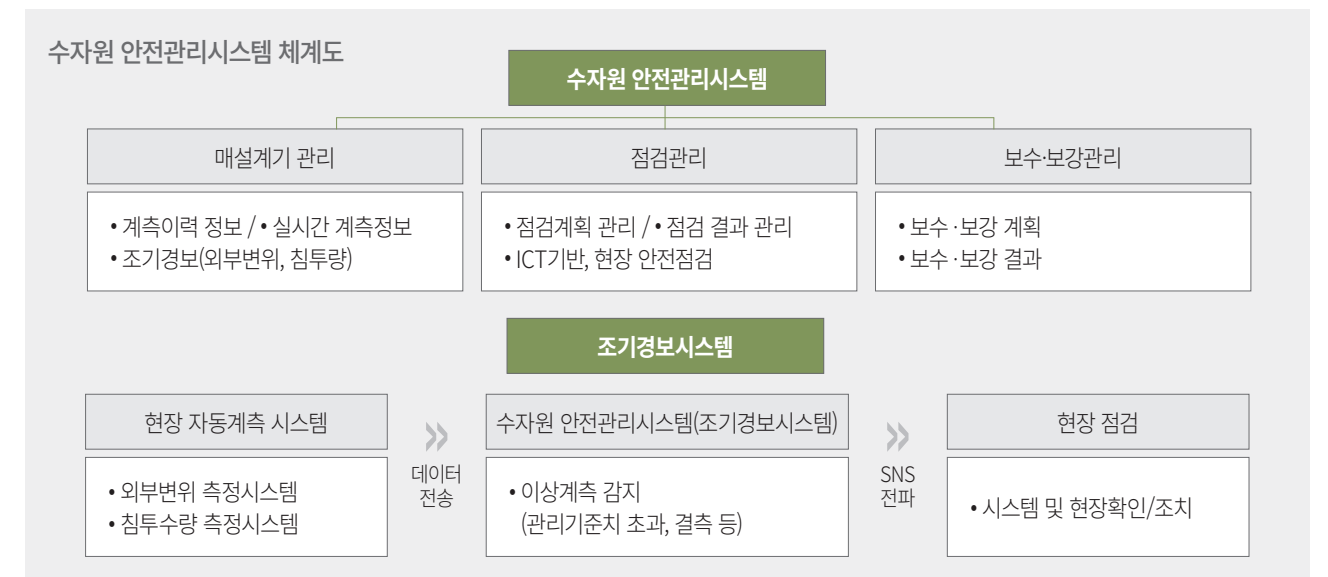 수자원 안전관리시스템 체계도
수자원 안전관리시스템
매설계기 관리
• 계측이력 정보 / • 실시간 계측정보
• 조기경보(외부변위, 침투량)
점검관리
• 점검계획 관리 / • 점검 결과 관리
• ICT기반, 현장 안전점검
보수·보강관리
• 보수·보강 계획
• 보수·보강 결과
조기경보시스템
현장 자동계측 시스템
• 외부변위 측정시스템
• 침투수량 측정시스템
데이터
전송
수자원 안전관리시스템(조기경보시스템)
• 이상계측 감지
(관리기준치 초과, 결측 등)
SNS
전파
현장 점검
• 시스템 및 현장확인/조치